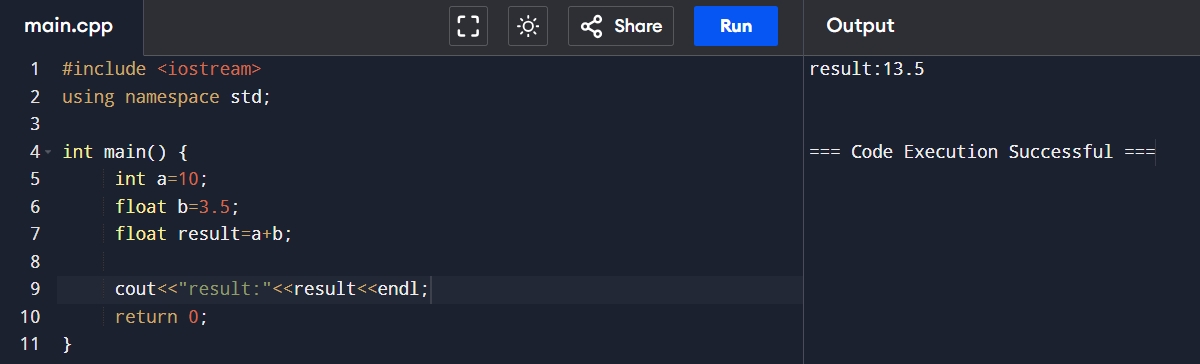 main.cpp
Share
Run
Output
1 #include <iostream>
2 using namespace std;
3
4 int main() {
5 int a=10;
6 float b=3.5;
7 float result=a+b;
8
9 cout<<"result:"<<result<<endl;
10 return 0;
11 }
result:13.5
=== Code Execution Successful ===